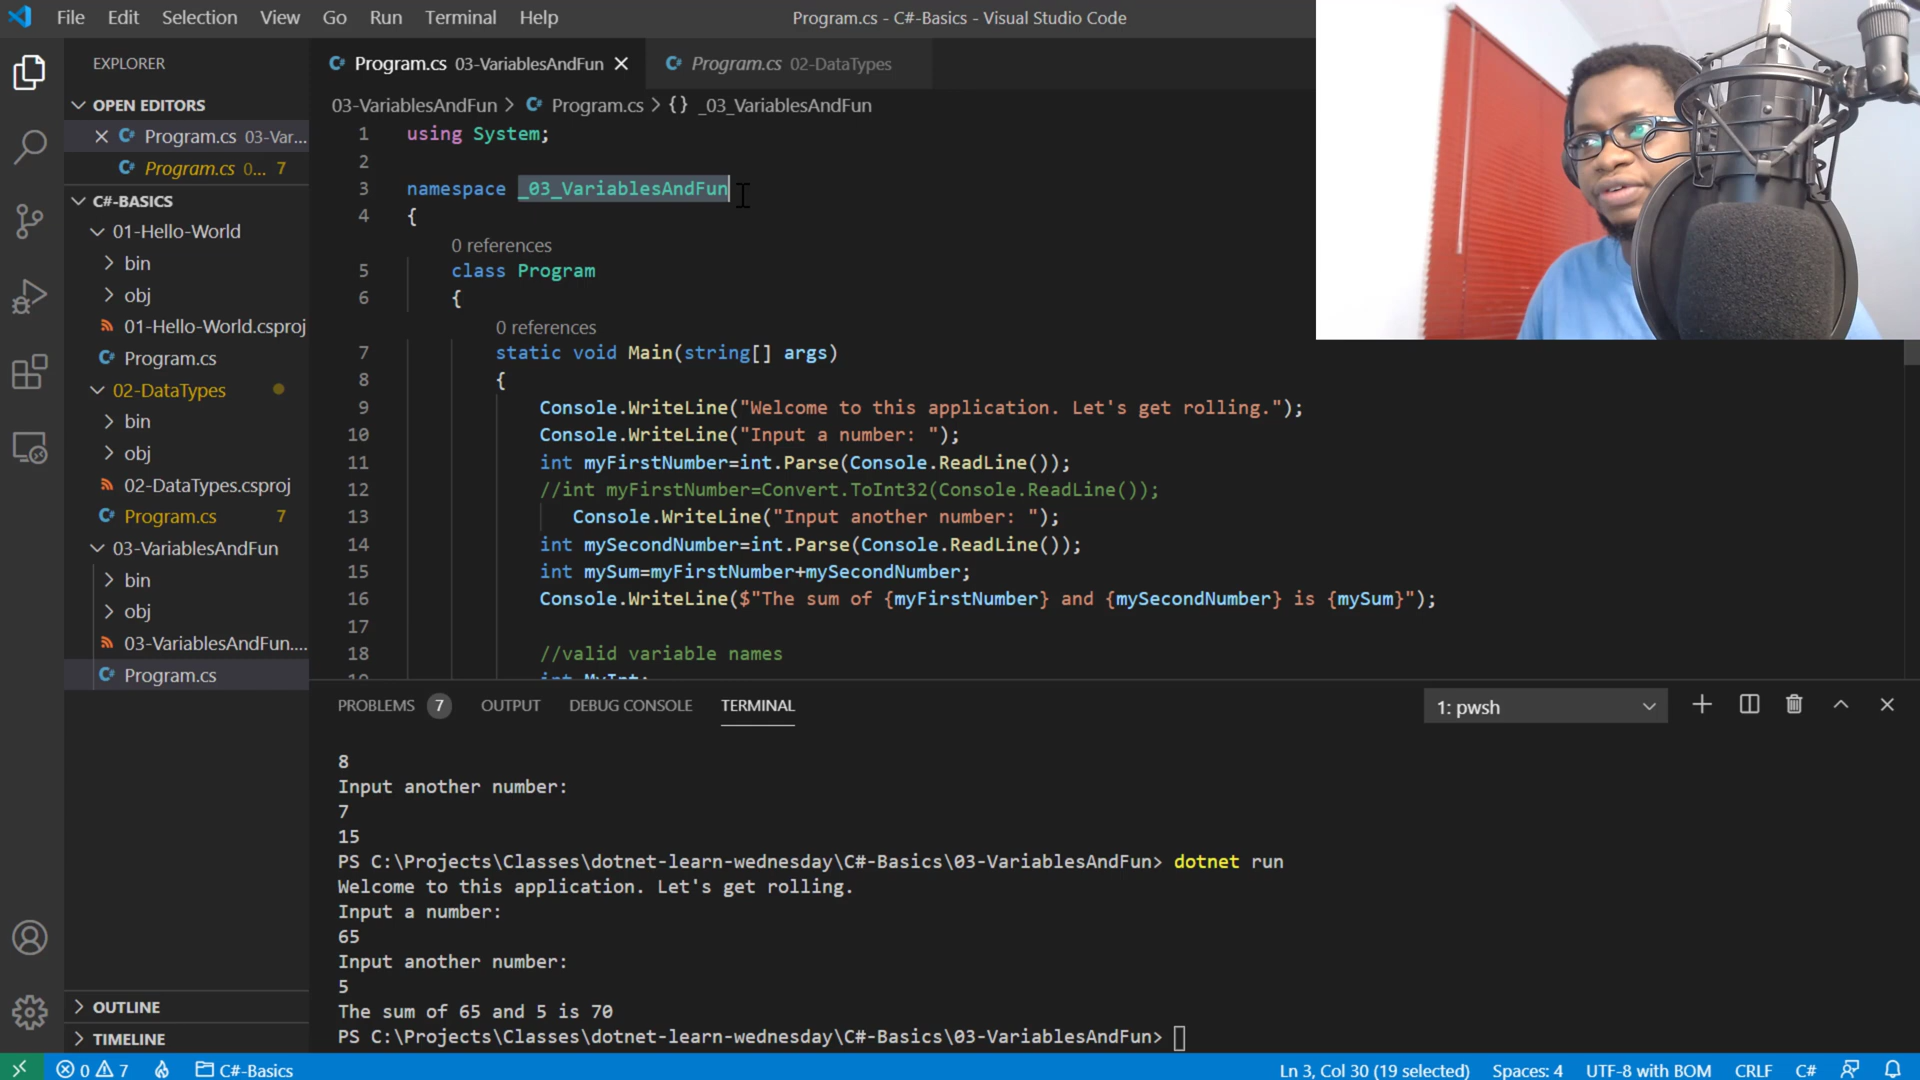 File Edit Selection View Go Run Terminal Help
Program.cs - C#-Basics - Visual Studio Code
EXPLORER
OPEN EDITORS
Program.cs 03-Var...
Program.cs 0... 7
C#-BASICS
01-Hello-World
bin
obj
01-Hello-World.csproj
Program.cs
02-DataTypes
bin
obj
02-DataTypes.csproj
Program.cs 7
03-VariablesAndFun
bin
obj
03-VariablesAndFun....
Program.cs
OUTLINE
TIMELINE
Program.cs 03-VariablesAndFun
Program.cs 02-DataTypes
03-VariablesAndFun > Program.cs > {} _03_VariablesAndFun
1 using System;
2
3 namespace _03_VariablesAndFun
4 {
0 references
5 class Program
6 {
0 references
7 static void Main(string[] args)
8 {
9 Console.WriteLine("Welcome to this application. Let's get rolling.");
10 Console.WriteLine("Input a number: ");
11 int myFirstNumber=int.Parse(Console.ReadLine());
12 //int myFirstNumber=Convert.ToInt32(Console.ReadLine());
13 Console.WriteLine("Input another number: ");
14 int mySecondNumber=int.Parse(Console.ReadLine());
15 int mySum=myFirstNumber+mySecondNumber;
16 Console.WriteLine($"The sum of {myFirstNumber} and {mySecondNumber} is {mySum}");
17
18 //valid variable names
19 int MyInt;
PROBLEMS 7 OUTPUT DEBUG CONSOLE TERMINAL
1: pwsh
8
Input another number:
7
15
PS C:\Projects\Classes\dotnet-learn-wednesday\C#-Basics\03-VariablesAndFun> dotnet run
Welcome to this application. Let's get rolling.
Input a number:
65
Input another number:
5
The sum of 65 and 5 is 70
PS C:\Projects\Classes\dotnet-learn-wednesday\C#-Basics\03-VariablesAndFun>
0 7 C#-Basics
Ln 3, Col 30 (19 selected) Spaces: 4 UTF-8 with BOM CRLF C#